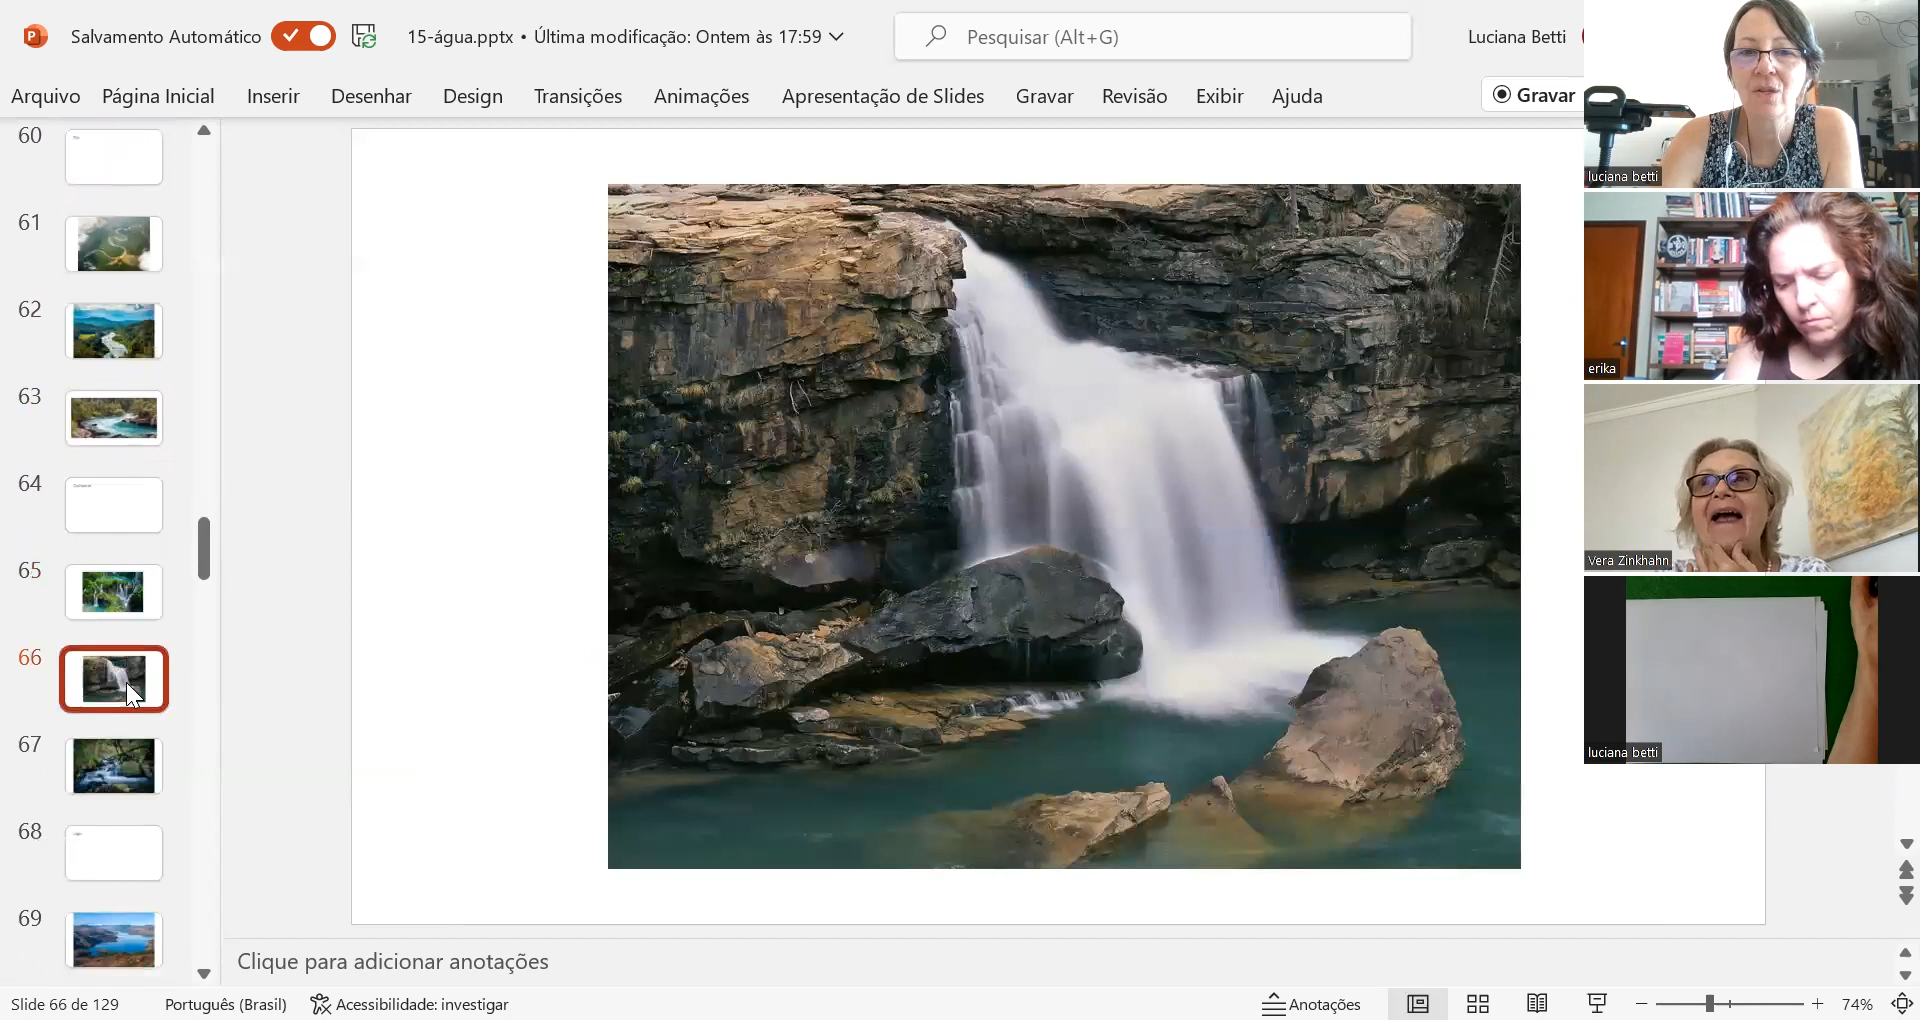 Salvamento Automático
15-água.pptx • Última modificação: Ontem às 17:59
Pesquisar (Alt+G)
Luciana Betti
Arquivo Página Inicial Inserir Desenhar Design Transições Animações Apresentação de Slides Gravar Revisão Exibir Ajuda
Gravar
luciana betti
erika
Vera Zinkhahn
luciana betti
60
61
62
63
64
65
66
67
68
69
Clique para adicionar anotações
Slide 66 de 129 Português (Brasil) Acessibilidade: investigar Anotações 74%